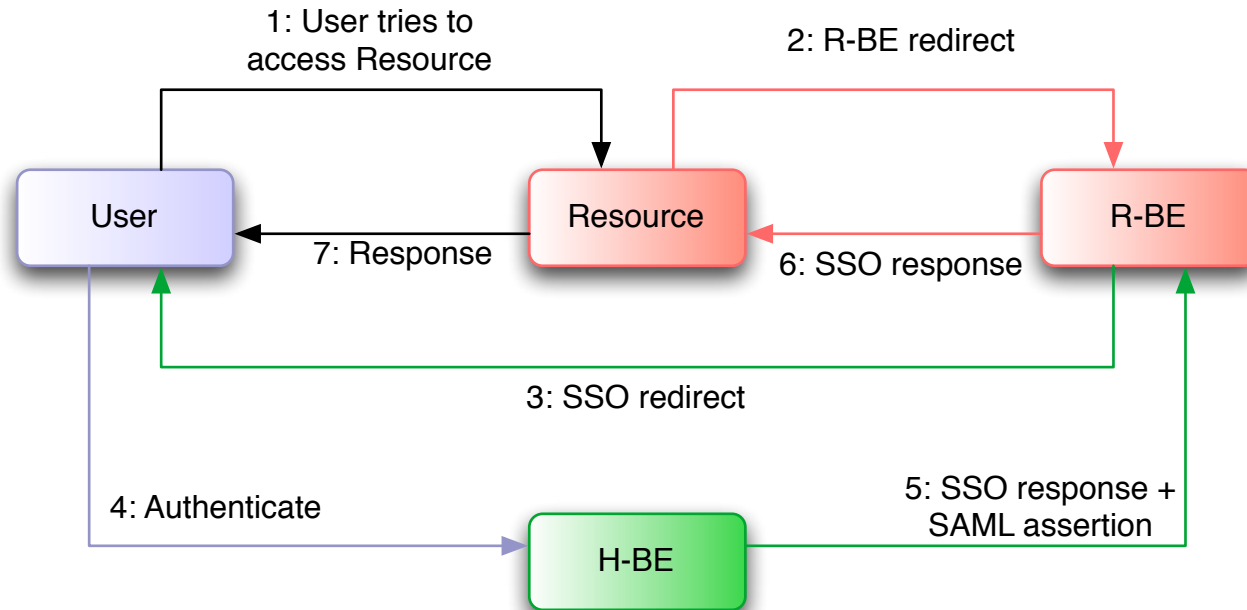 1: User tries to
access Resource
2: R-BE redirect
User
Resource
R-BE
7: Response
6: SSO response
3: SSO redirect
4: Authenticate
5: SSO response +
SAML assertion
H-BE